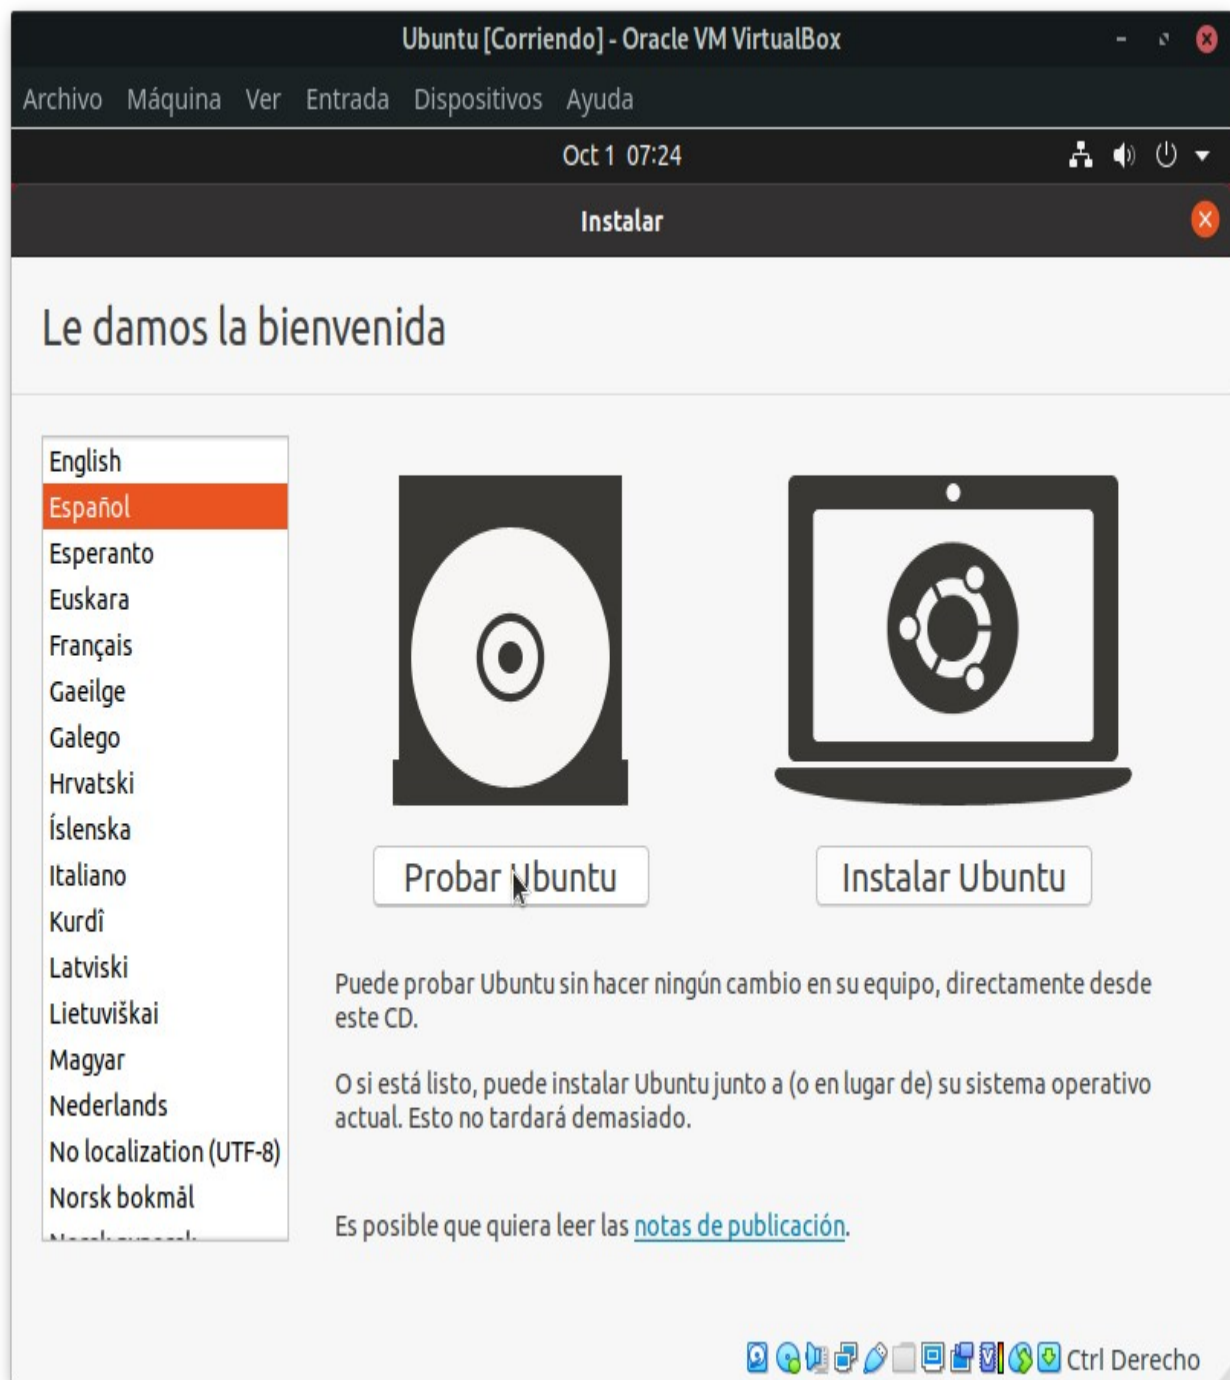 Ubuntu [Corriendo] - Oracle VM VirtualBox
Archivo Máquina Ver Entrada Dispositivos Ayuda
Oct 1 07:24
Instalar
Le damos la bienvenida
English
Español
Esperanto
Euskara
Français
Gaeilge
Galego
Hrvatski
Íslenska
Italiano
Kurdî
Latviski
Lietuviškai
Magyar
Nederlands
No localization (UTF-8)
Norsk bokmål
Probar Ubuntu
Instalar Ubuntu
Puede probar Ubuntu sin hacer ningún cambio en su equipo, directamente desde
este CD.
O si está listo, puede instalar Ubuntu junto a (o en lugar de) su sistema operativo
actual. Esto no tardará demasiado.
Es posible que quiera leer las notas de publicación.
Ctrl Derecho